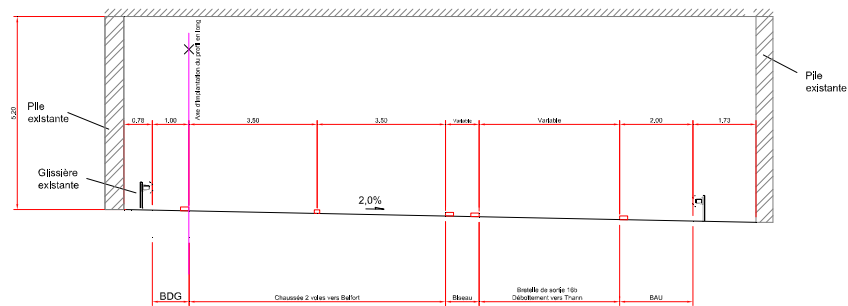 Axe d'implantation du profil en long
5,20
Pile
existante
Pile
existante
0,78
1,00
3,50
3,50
Variable
Variable
2,00
1,73
Glissière
existante
2,0%
BDG
Chaussée 2 voies vers Belfort
Biseau
Bretelle de sortie 16b
Déboitement vers Thann
BAU